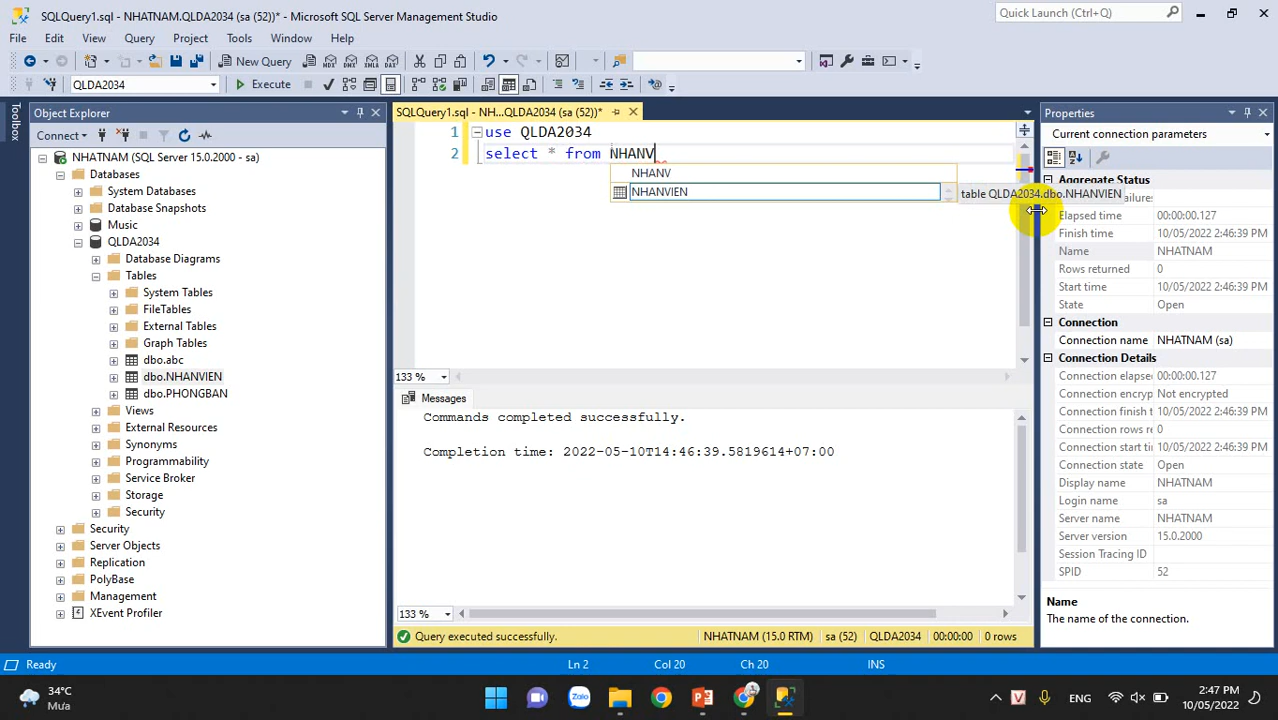 SQLQuery1.sql - NHATNAM.QLDA2034 (sa (52))* - Microsoft SQL Server Management Studio
Quick Launch (Ctrl+Q)
File Edit View Query Project Tools Window Help
New Query
QLDA2034
Execute
Toolbox
Object Explorer
Connect
NHATNAM (SQL Server 15.0.2000 - sa)
Databases
System Databases
Database Snapshots
Music
QLDA2034
Database Diagrams
Tables
System Tables
FileTables
External Tables
Graph Tables
dbo.abc
dbo.NHANVIEN
dbo.PHONGBAN
Views
External Resources
Synonyms
Programmability
Service Broker
Storage
Security
Security
Server Objects
Replication
PolyBase
Management
XEvent Profiler
SQLQuery1.sql - NH...QLDA2034 (sa (52))*
1 use QLDA2034
2 select * from NHANV
NHANV
NHANVIEN
table QLDA2034.dbo.NHANVIEN
133 %
Messages
Commands completed successfully.
Completion time: 2022-05-10T14:46:39.5819614+07:00
133 %
Query executed successfully.
NHATNAM (15.0 RTM) sa (52) QLDA2034 00:00:00 0 rows
Properties
Current connection parameters
Aggregate Status
Elapsed time 00:00:00.127
Finish time 10/05/2022 2:46:39 PM
Name NHATNAM
Rows returned 0
Start time 10/05/2022 2:46:39 PM
State Open
Connection
Connection name NHATNAM (sa)
Connection Details
Connection elapse 00:00:00.127
Connection encryp Not encrypted
Connection finish t 10/05/2022 2:46:39 PM
Connection rows re 0
Connection start ti 10/05/2022 2:46:39 PM
Connection state Open
Display name NHATNAM
Login name sa
Server name NHATNAM
Server version 15.0.2000
Session Tracing ID
SPID 52
Name
The name of the connection.
Ready
Ln 2 Col 20 Ch 20 INS
34°C
Mưa
Zalo
ENG
2:47 PM
10/05/2022